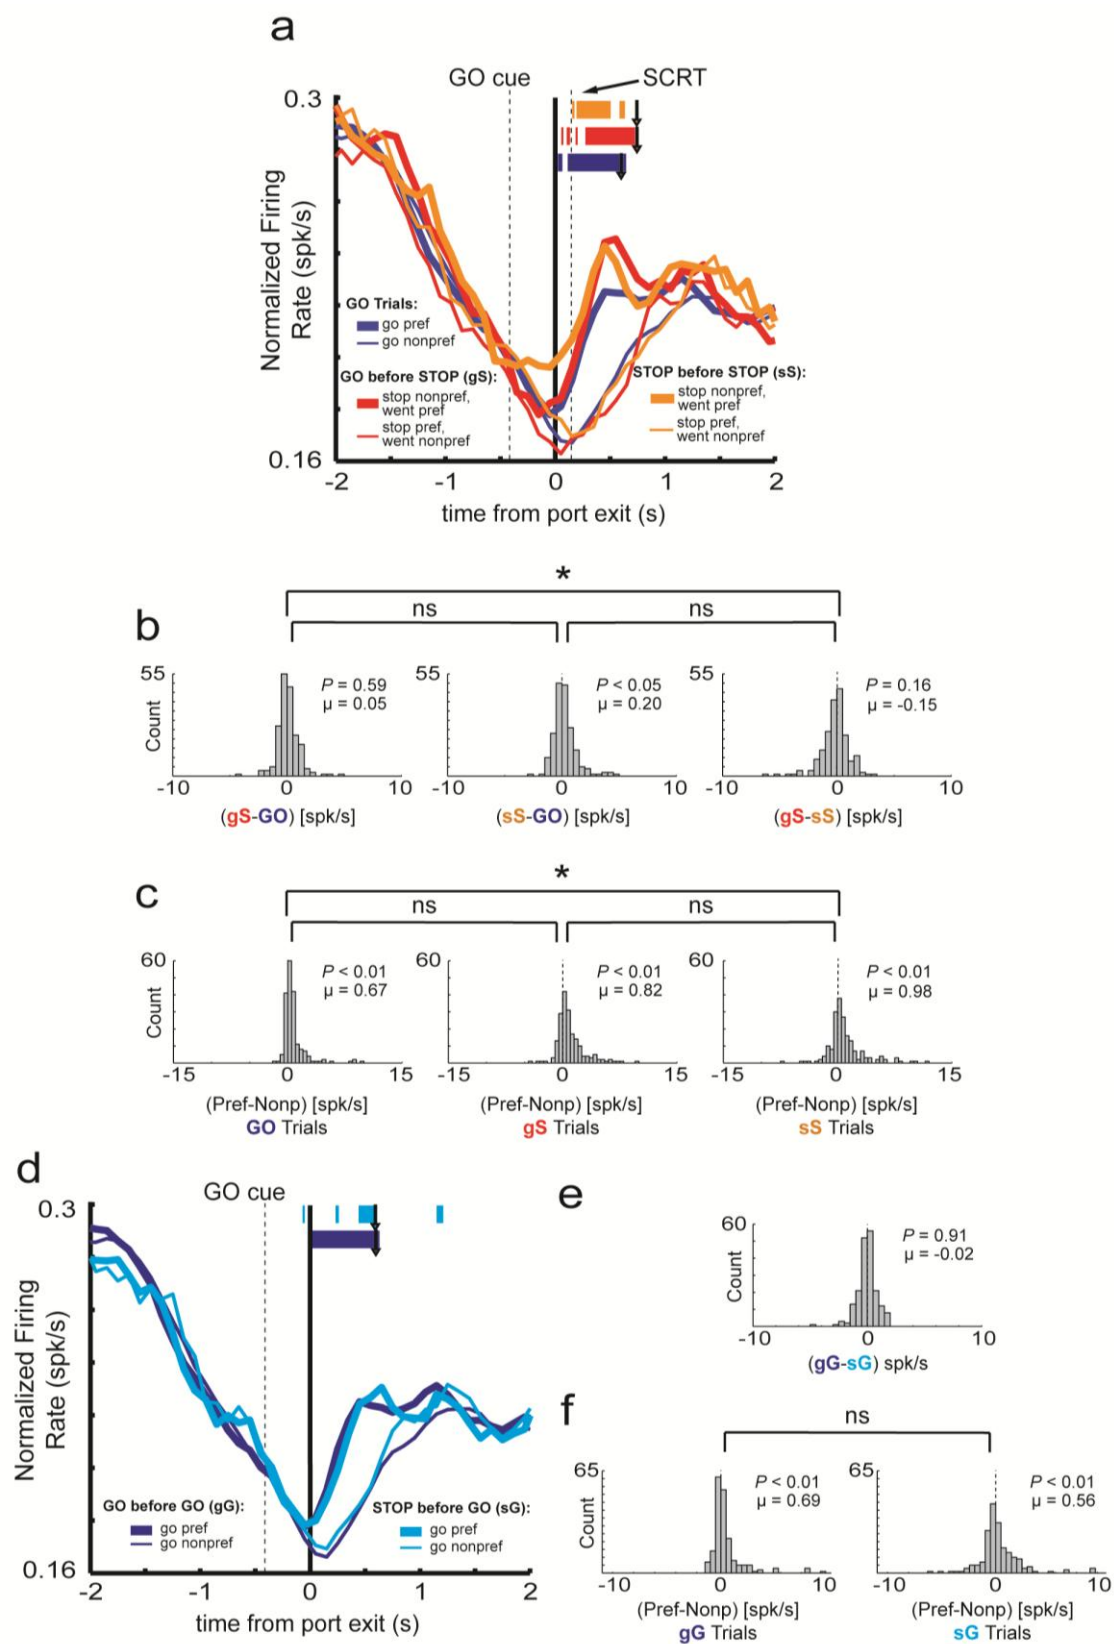 a
GO cue
SCRT
0.3
Normalized Firing
Rate (spk/s)
GO Trials:
go pref
go nonpref
GO before STOP (gS):
stop nonpref,
went pref
stop pref,
went nonpref
STOP before STOP (sS):
stop nonpref,
went pref
stop pref,
went nonpref
0.16
-2 -1 0 1 2
time from port exit (s)
*
ns ns
b
55 55 55
Count
P = 0.59
μ = 0.05
P < 0.05
μ = 0.20
P = 0.16
μ = -0.15
-10 0 10 -10 0 10 -10 0 10
(gS-GO) [spk/s] (sS-GO) [spk/s] (gS-sS) [spk/s]
*
c
ns ns
60 60 60
Count
P < 0.01
μ = 0.67
P < 0.01
μ = 0.82
P < 0.01
μ = 0.98
-15 0 15 -15 0 15 -15 0 15
(Pref-Nonp) [spk/s] (Pref-Nonp) [spk/s] (Pref-Nonp) [spk/s]
GO Trials gS Trials sS Trials
d
GO cue
0.3
Normalized Firing
Rate (spk/s)
GO before GO (gG):
go pref
go nonpref
STOP before GO (sG):
go pref
go nonpref
0.16
-2 -1 0 1 2
time from port exit (s)
e
60
Count
P = 0.91
μ = -0.02
-10 0 10
(gG-sG) spk/s
f
ns
65 65
Count
P < 0.01
μ = 0.69
P < 0.01
μ = 0.56
-10 0 10 -10 0 10
(Pref-Nonp) [spk/s] (Pref-Nonp) [spk/s]
gG Trials sG Trials